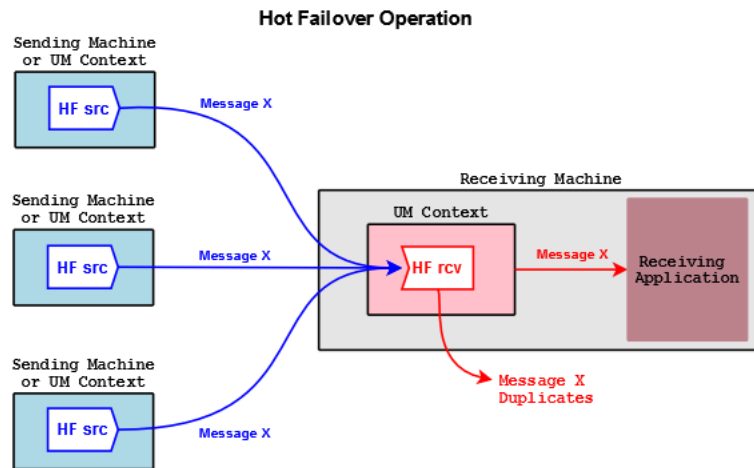 Hot Failover Operation
Sending Machine
or UM Context
HF src
Message X
Sending Machine
or UM Context
HF src
Message X
Sending Machine
or UM Context
HF src
Message X
Receiving Machine
UM Context
HF rcv
Message X
Receiving
Application
Message X
Duplicates